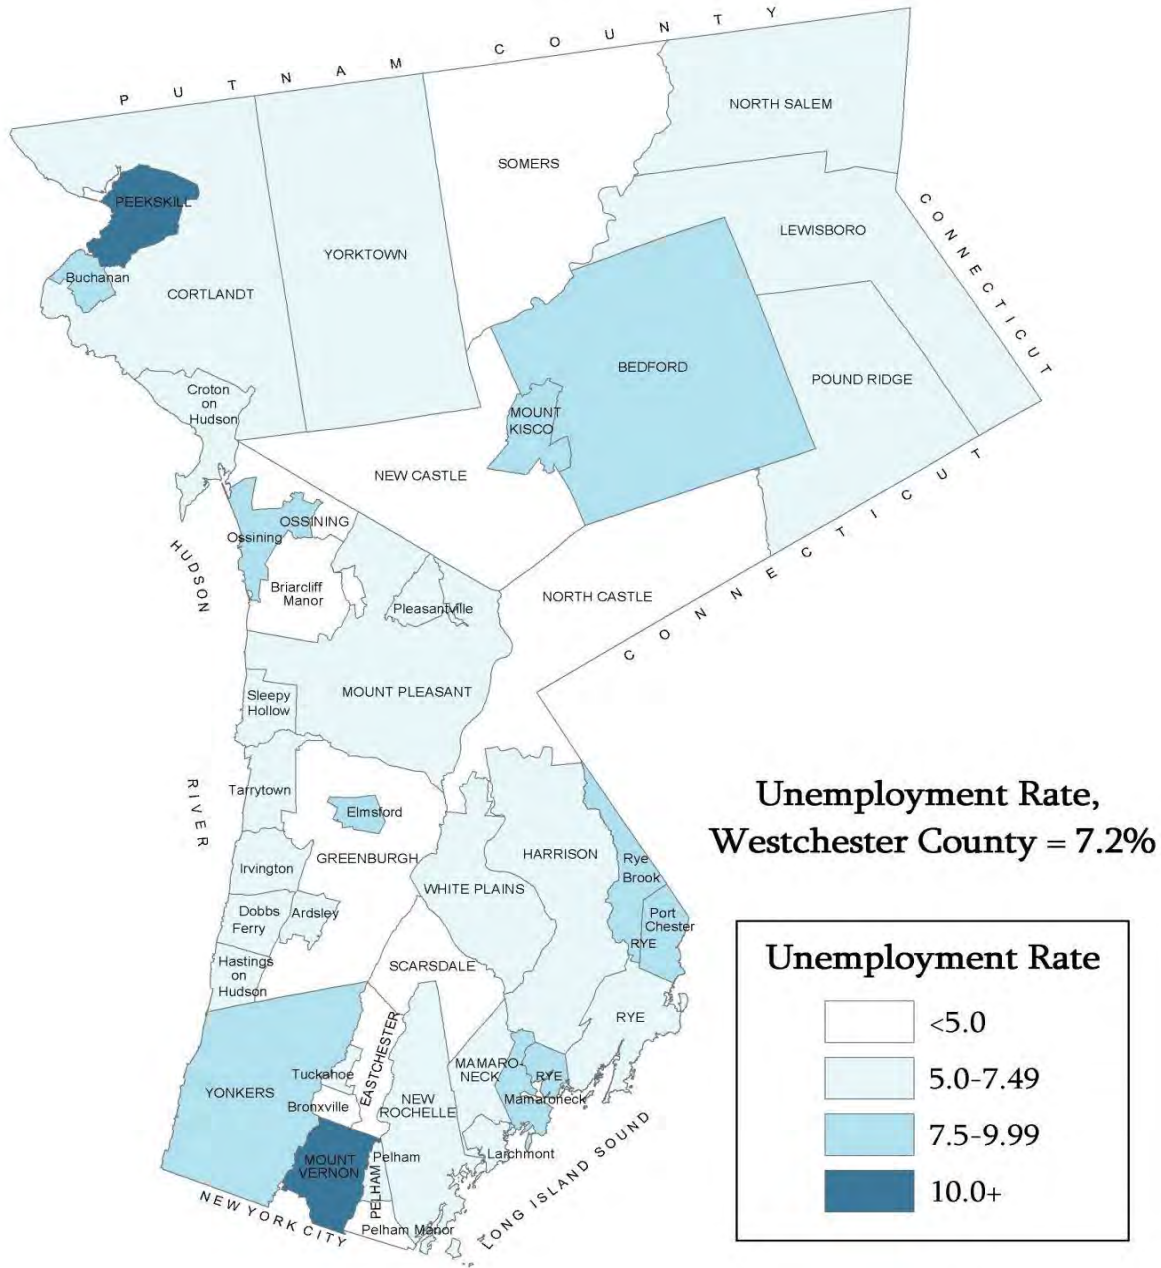 PUTNAM COUNTY
NORTH SALEM
SOMERS
PEEKSKILL
CONNECTICUT
LEWISBORO
YORKTOWN
Buchanan
CORTLANDT
BEDFORD
POUND RIDGE
Croton
on
Hudson
MOUNT
KISCO
NEW CASTLE
CONNECTICUT
OSSINING
Ossining
HUDSON
Briarcliff
Manor
NORTH CASTLE
Pleasantville
MOUNT PLEASANT
Sleepy
Hollow
RIVER
Tarrytown
Elmsford
Unemployment Rate,
Westchester County = 7.2%
GREENBURGH
HARRISON
Rye
Brook
Irvington
WHITE PLAINS
Dobbs
Ferry
Ardsley
Port
Chester
RYE
Hastings
on
Hudson
SCARSDALE
RYE
EASTCHESTER
MAMARO-
NECK
RYE
Tuckahoe
YONKERS
Bronxville
NEW
ROCHELLE
Mamaroneck
Larchmont
LONG ISLAND SOUND
MOUNT
VERNON
Pelham
PELHAM
NEW YORK CITY
Pelham Manor
Unemployment Rate
<5.0
5.0-7.49
7.5-9.99
10.0+